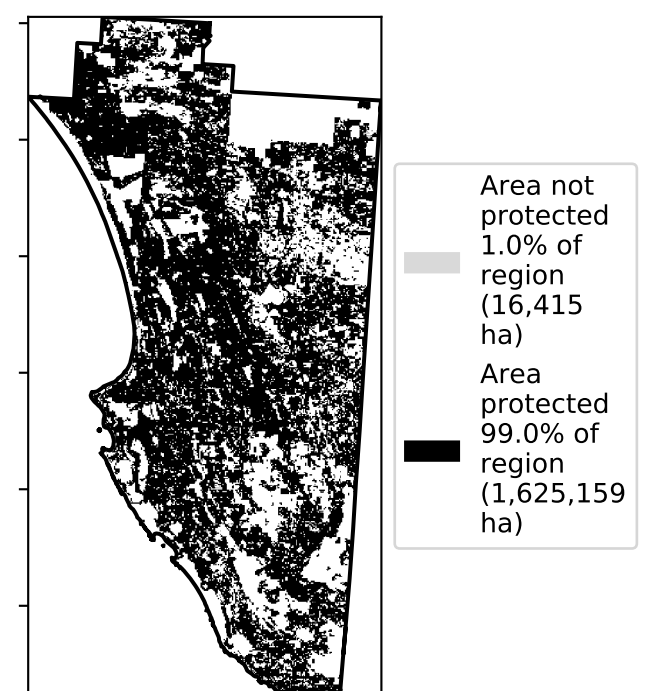 Area not
protected
1.0% of
region
(16,415
ha)
Area
protected
99.0% of
region
(1,625,159
ha)